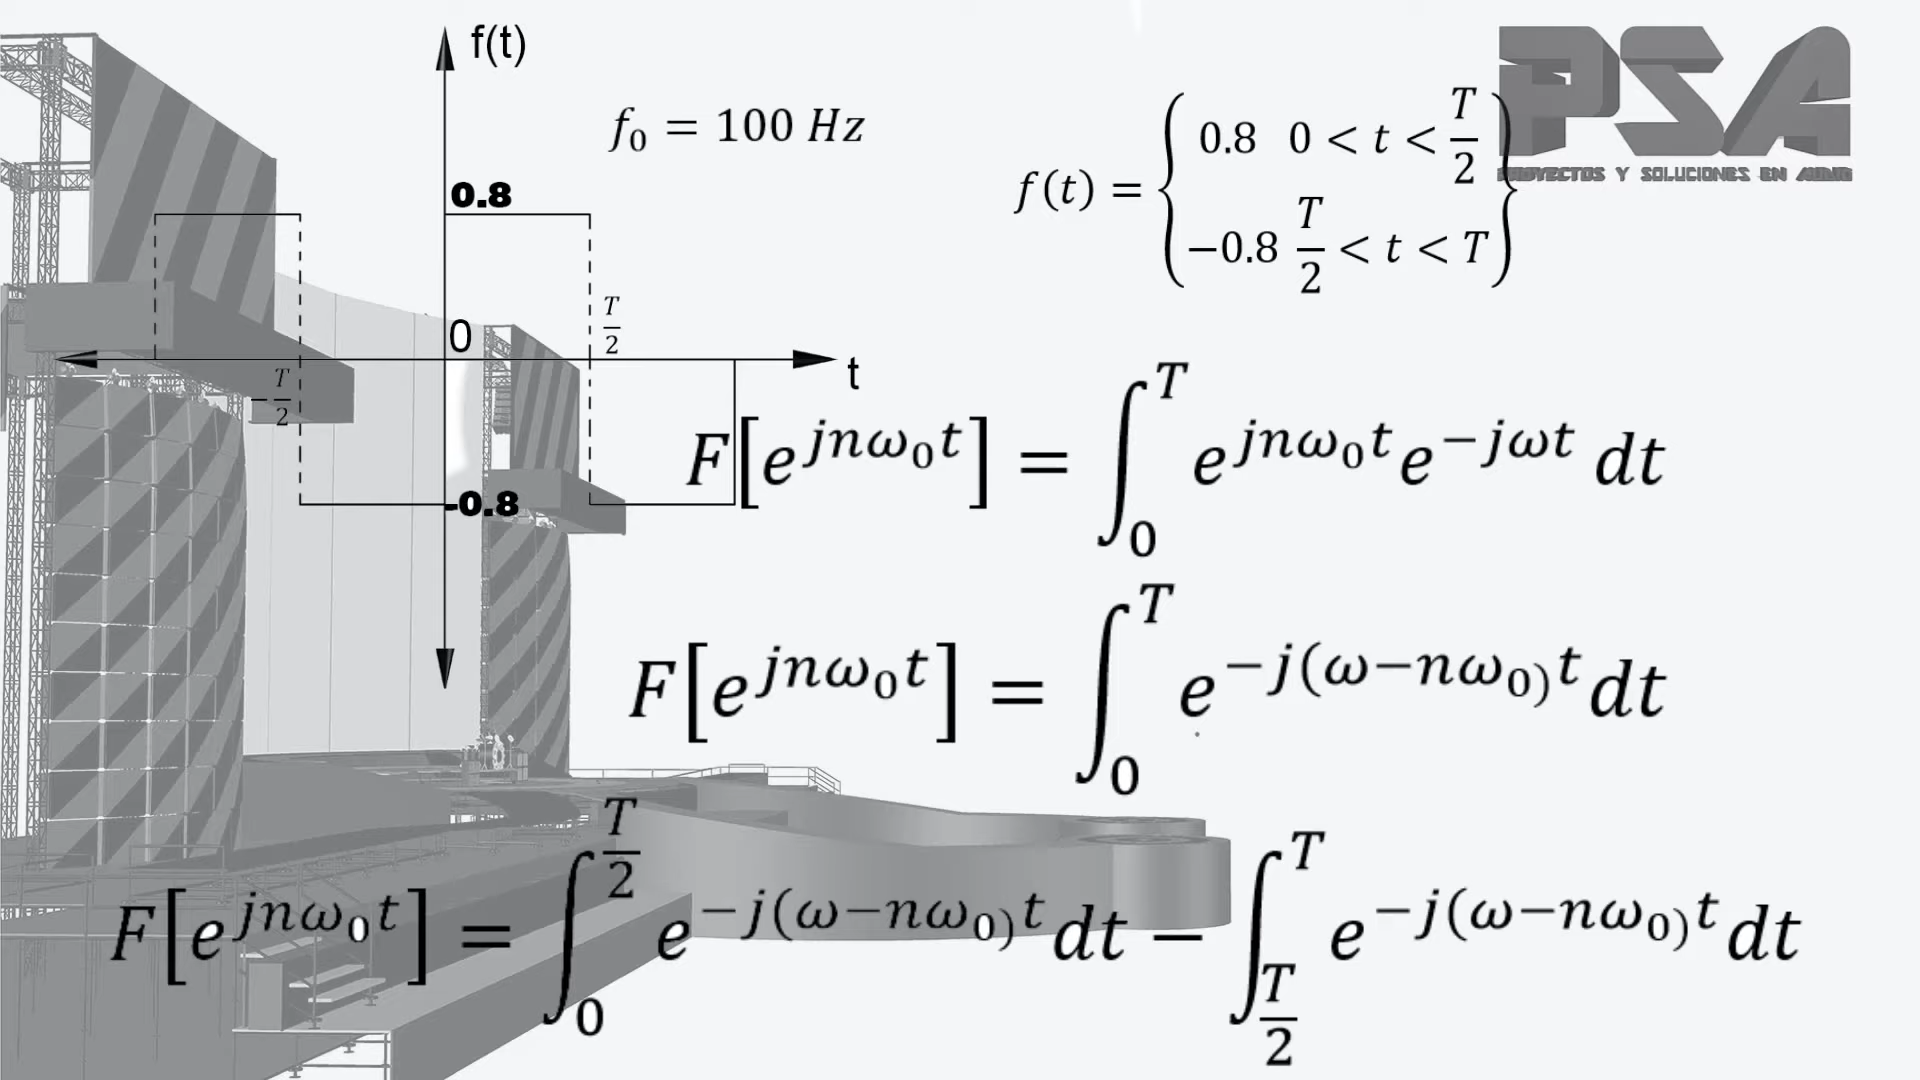 f(t)
PSA
PROYECTOS Y SOLUCIONES EN AUDIO
f₀ = 100 Hz
f(t) = { 0.8 0 < t < T/2
−0.8 T/2 < t < T }
0.8
0
T/2
t
−T/2
-0.8
F[e^{jnω₀t}] = ∫₀^T e^{jnω₀t} e^{−jωt} dt
F[e^{jnω₀t}] = ∫₀^T e^{−j(ω−nω₀)t} dt
F[e^{jnω₀t}] = ∫₀^{T/2} e^{−j(ω−nω₀)t} dt − ∫_{T/2}^T e^{−j(ω−nω₀)t} dt